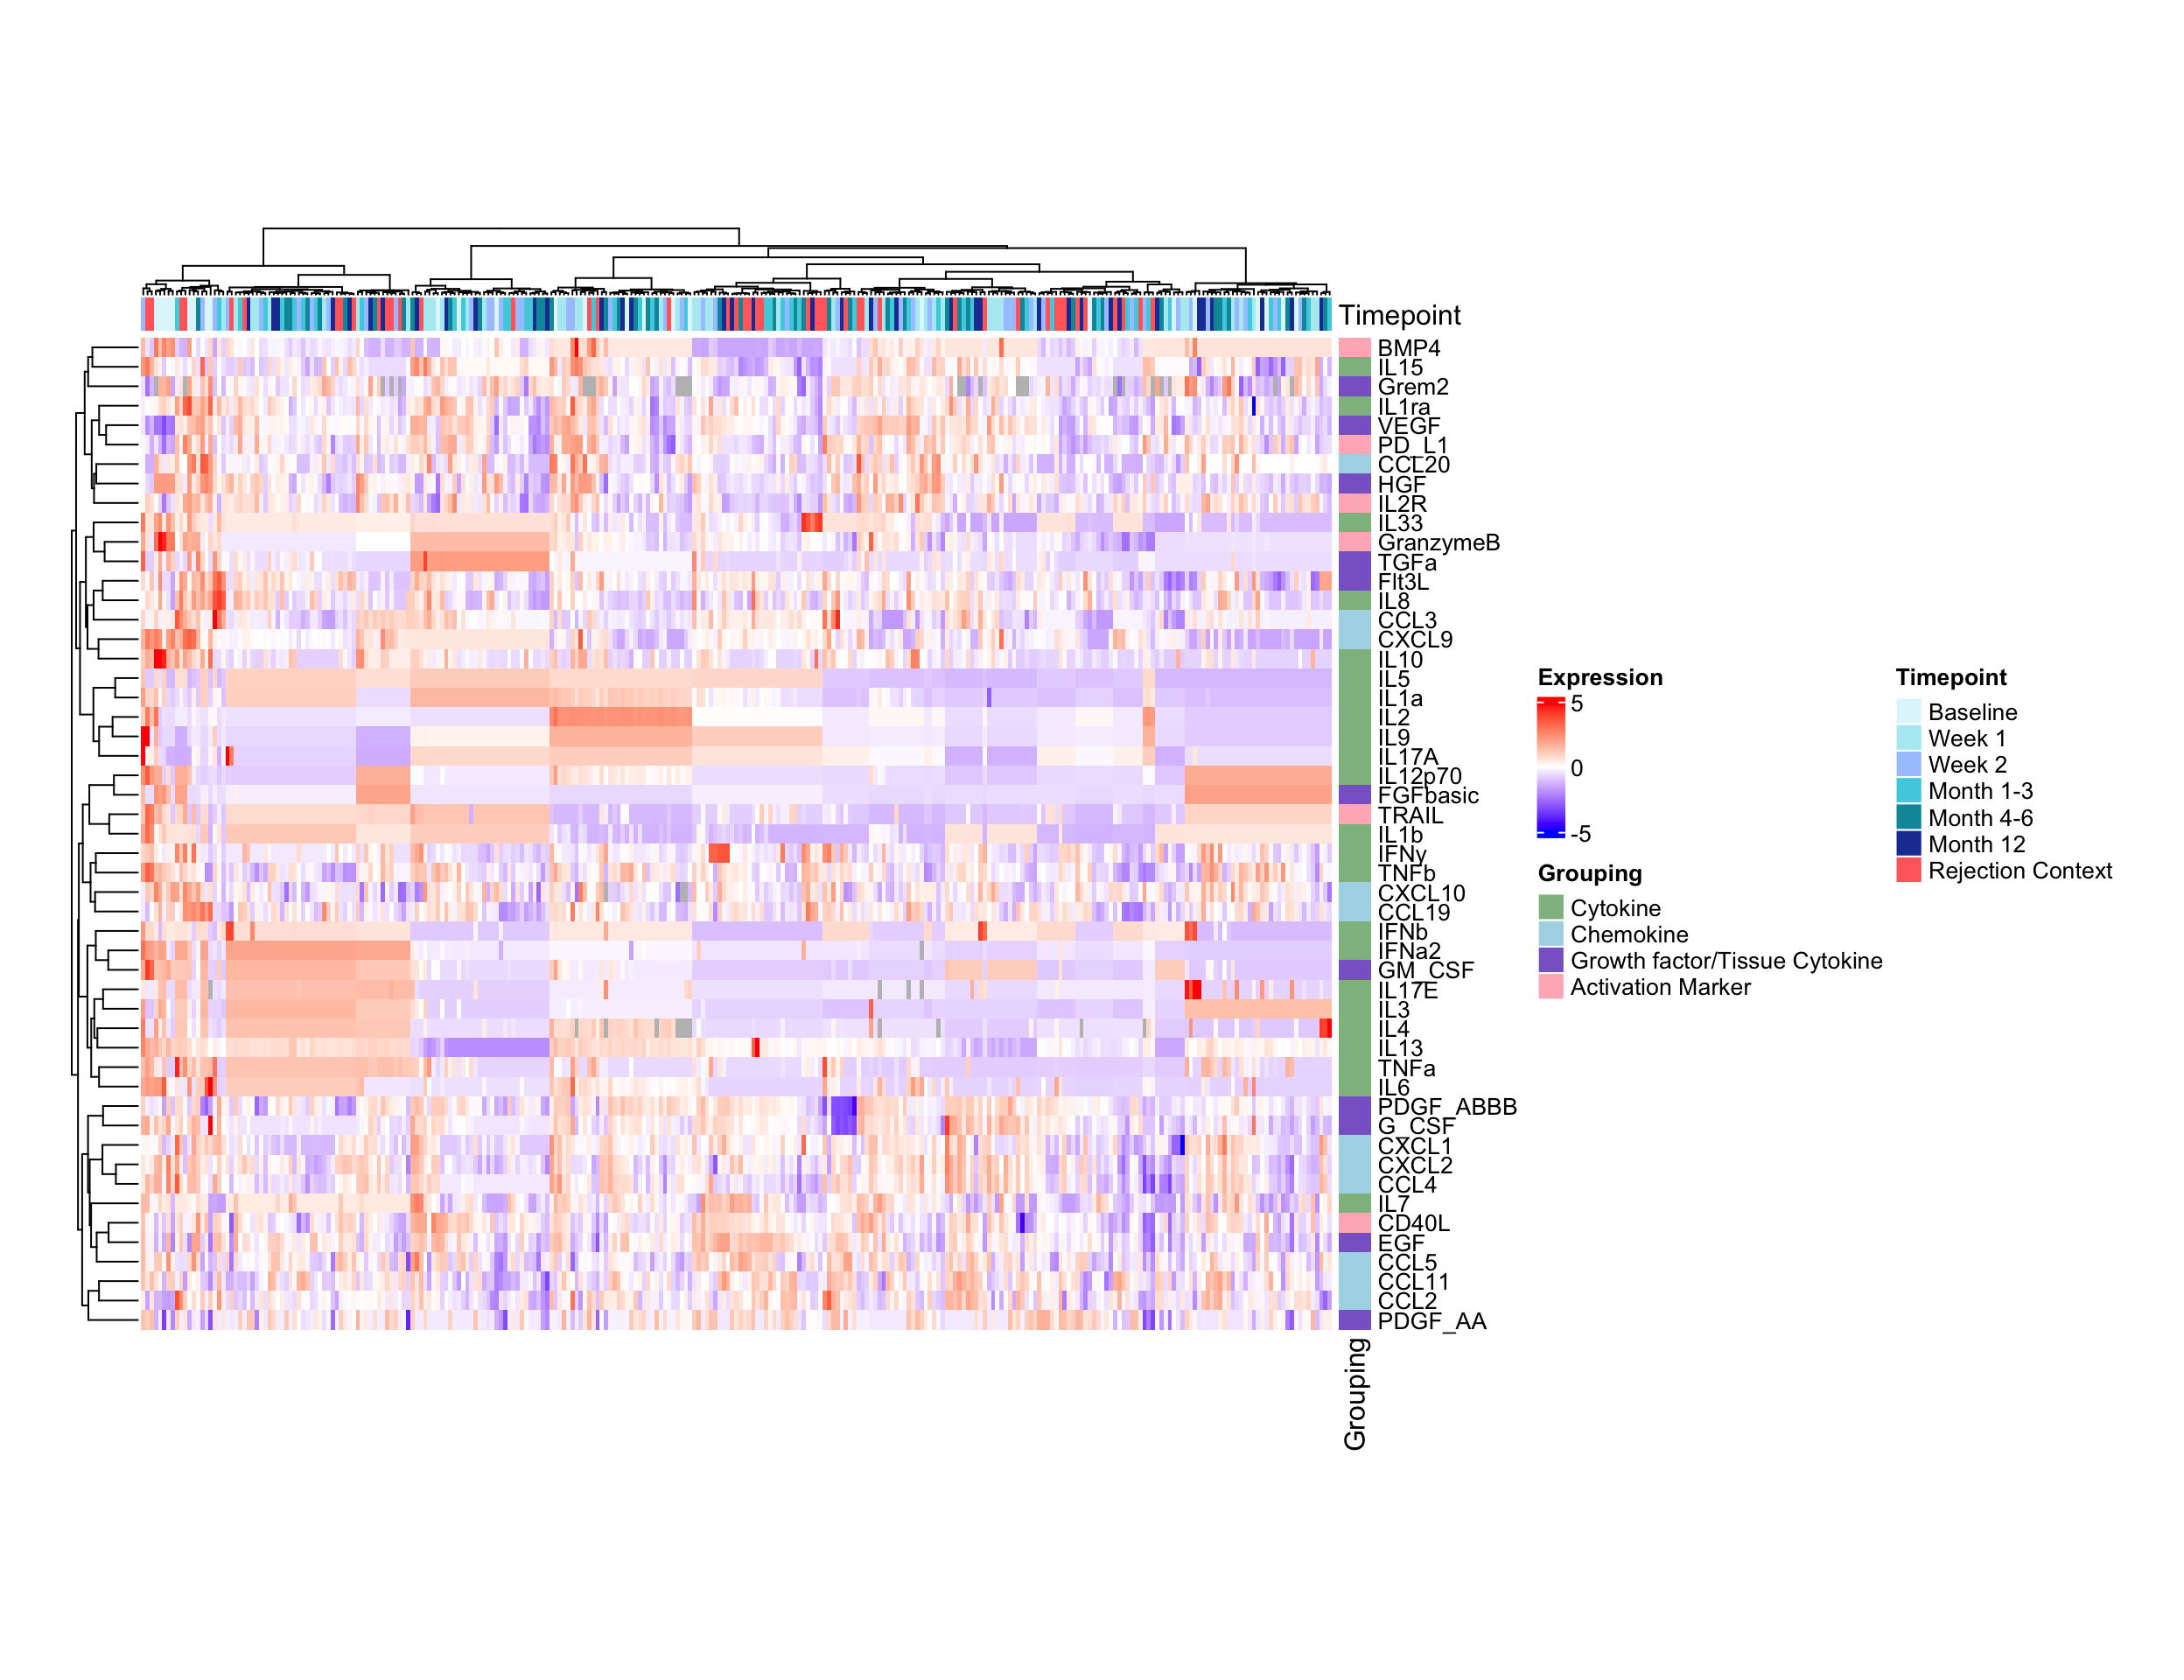 Timepoint
BMP4
IL15
Grem2
IL1ra
VEGF
PD_L1
CCL20
HGF
IL2R
IL33
GranzymeB
TGFa
Flt3L
IL8
CCL3
CXCL9
IL10
IL5
IL1a
IL2
IL9
IL17A
IL12p70
FGFbasic
TRAIL
IL1b
IFNy
TNFb
CXCL10
CCL19
IFNb
IFNa2
GM_CSF
IL17E
IL3
IL4
IL13
TNFa
IL6
PDGF_ABBB
G_CSF
CXCL1
CXCL2
CCL4
IL7
CD40L
EGF
CCL5
CCL11
CCL2
PDGF_AA
Grouping
Expression
5
0
-5
Grouping
Cytokine
Chemokine
Growth factor/Tissue Cytokine
Activation Marker
Timepoint
Baseline
Week 1
Week 2
Month 1-3
Month 4-6
Month 12
Rejection Context